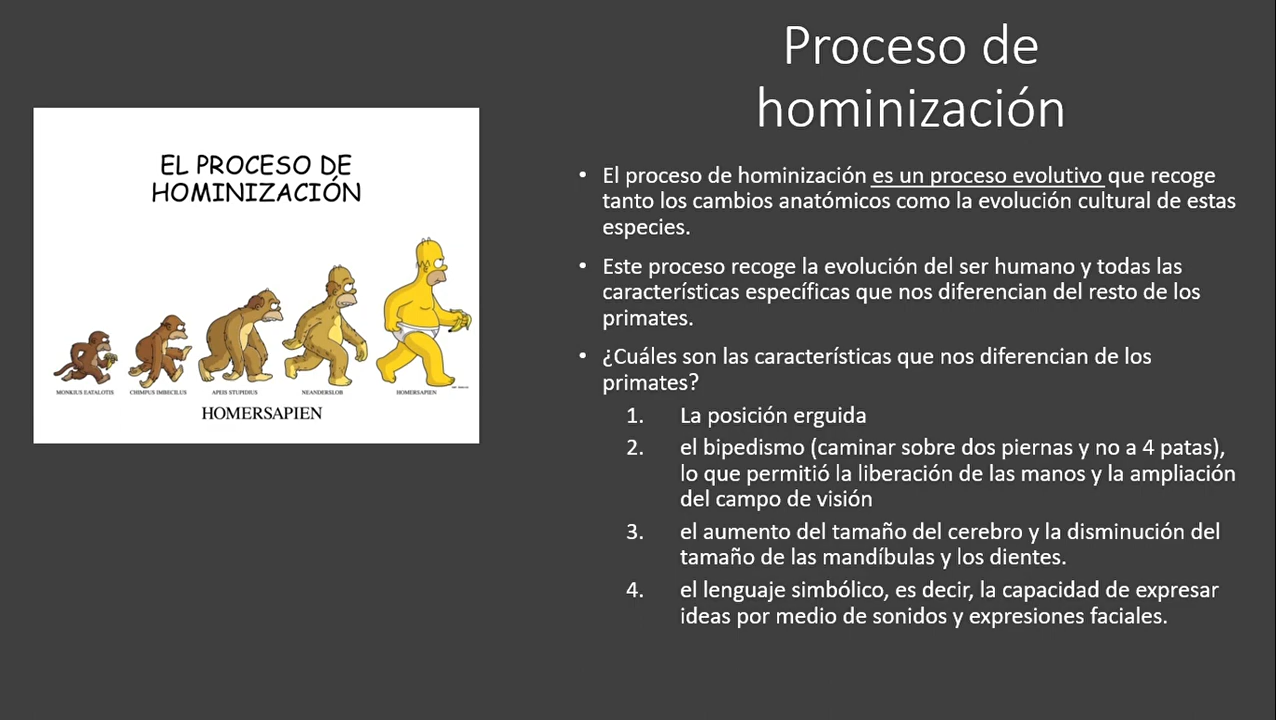 Proceso de
hominización
EL PROCESO DE
HOMINIZACIÓN
MONKIUS EATALOTIS
CHIMPUS IMBECILUS
APEIS STUPIDIUS
NEANDERSLOB
HOMERSAPIEN
HOMERSAPIEN
• El proceso de hominización es un proceso evolutivo que recoge
tanto los cambios anatómicos como la evolución cultural de estas
especies.
• Este proceso recoge la evolución del ser humano y todas las
características específicas que nos diferencian del resto de los
primates.
• ¿Cuáles son las características que nos diferencian de los
primates?
1. La posición erguida
2. el bipedismo (caminar sobre dos piernas y no a 4 patas),
lo que permitió la liberación de las manos y la ampliación
del campo de visión
3. el aumento del tamaño del cerebro y la disminución del
tamaño de las mandíbulas y los dientes.
4. el lenguaje simbólico, es decir, la capacidad de expresar
ideas por medio de sonidos y expresiones faciales.